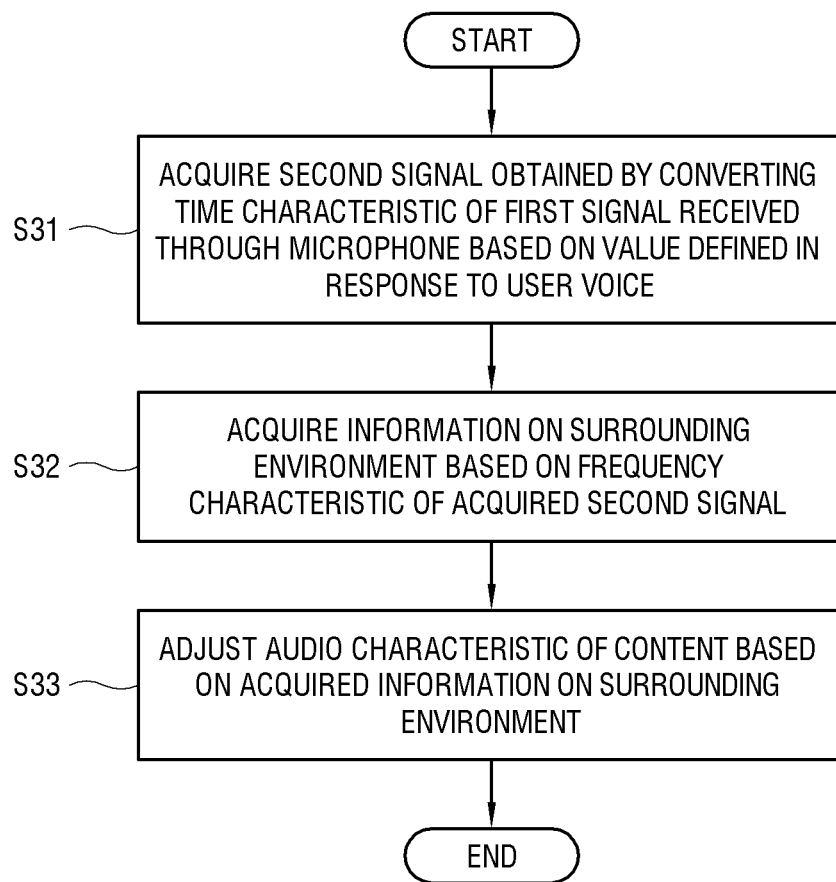 START
S31
ACQUIRE SECOND SIGNAL OBTAINED BY CONVERTING
TIME CHARACTERISTIC OF FIRST SIGNAL RECEIVED
THROUGH MICROPHONE BASED ON VALUE DEFINED IN
RESPONSE TO USER VOICE
S32
ACQUIRE INFORMATION ON SURROUNDING
ENVIRONMENT BASED ON FREQUENCY
CHARACTERISTIC OF ACQUIRED SECOND SIGNAL
S33
ADJUST AUDIO CHARACTERISTIC OF CONTENT BASED
ON ACQUIRED INFORMATION ON SURROUNDING
ENVIRONMENT
END